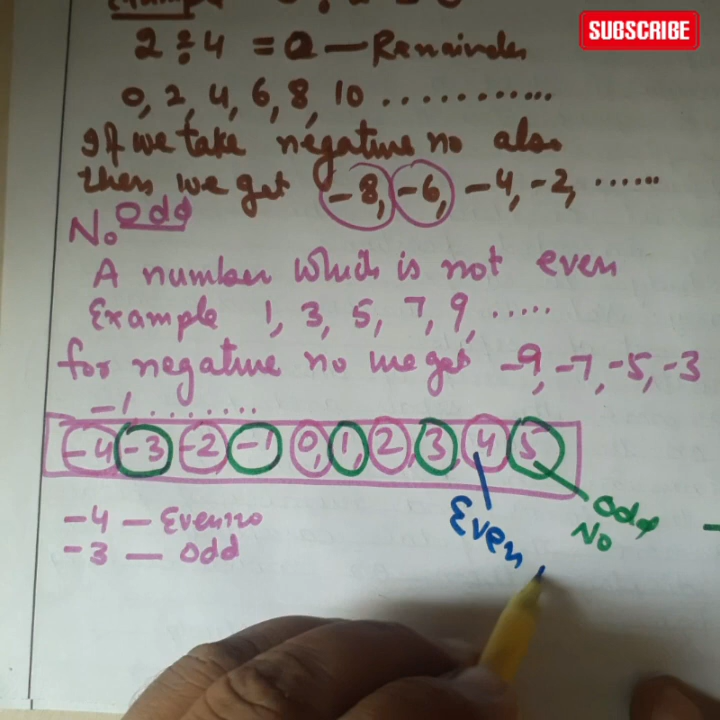 SUBSCRIBE
2 ÷ 4 = 0 — Remainder
0, 2, 4, 6, 8, 10 ...........
If we take negative no also
then we get -8, -6, -4, -2, ......
Odd
No
A number which is not even
Example 1, 3, 5, 7, 9, .....
for negative no we get -9, -7, -5, -3
-1 ........
-4 -3 -2 -1 0, 1, 2, 3, 4 5
-4 — Even no
-3 — odd
Even
odd
No